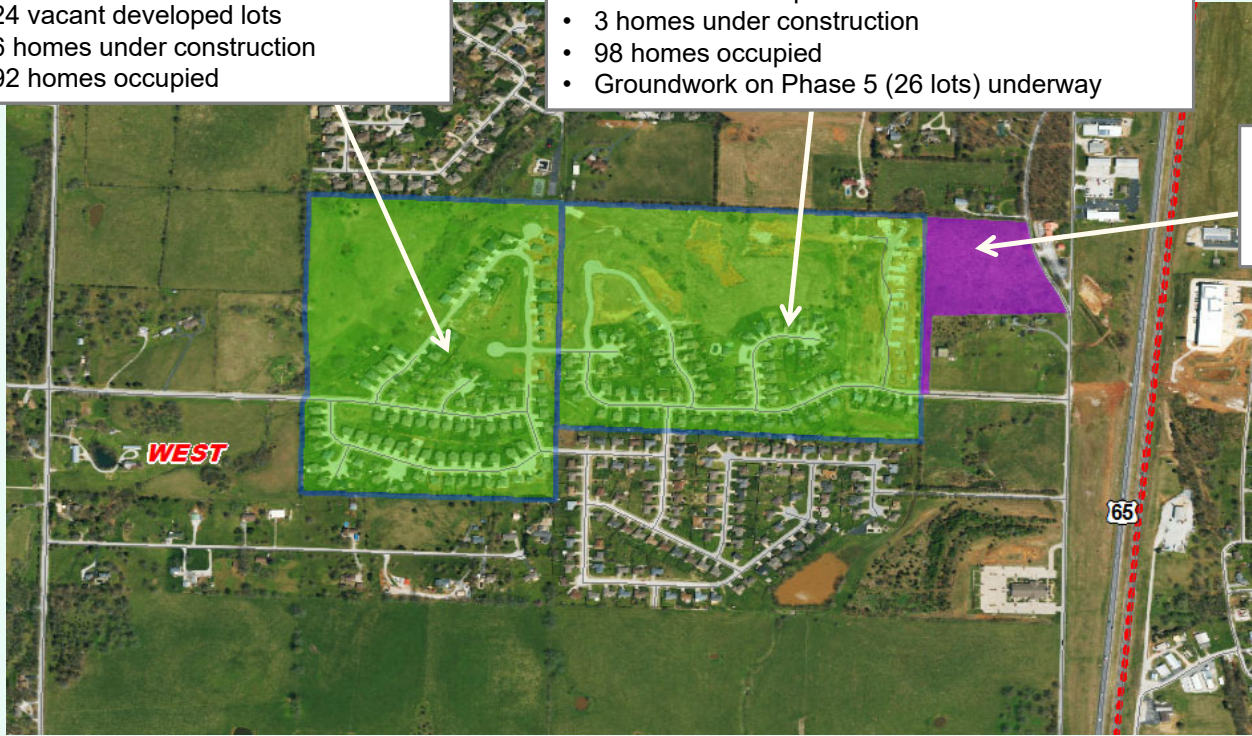 24 vacant developed lots
6 homes under construction
92 homes occupied
• 3 homes under construction
• 98 homes occupied
• Groundwork on Phase 5 (26 lots) underway
WEST
65